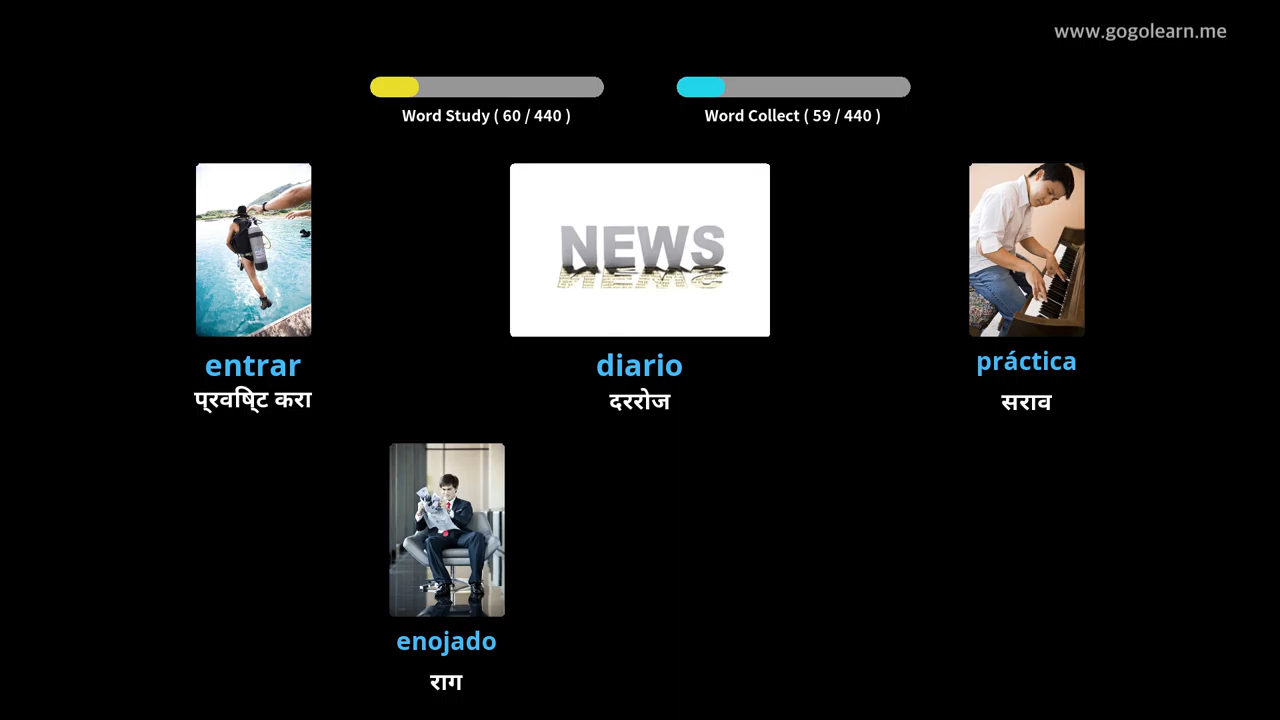 www.gogolearn.me
Word Study ( 60 / 440 )
Word Collect ( 59 / 440 )
NEWS
entrar
diario
práctica
प्रविष्टि करा
दररोज
सराव
enojado
राग